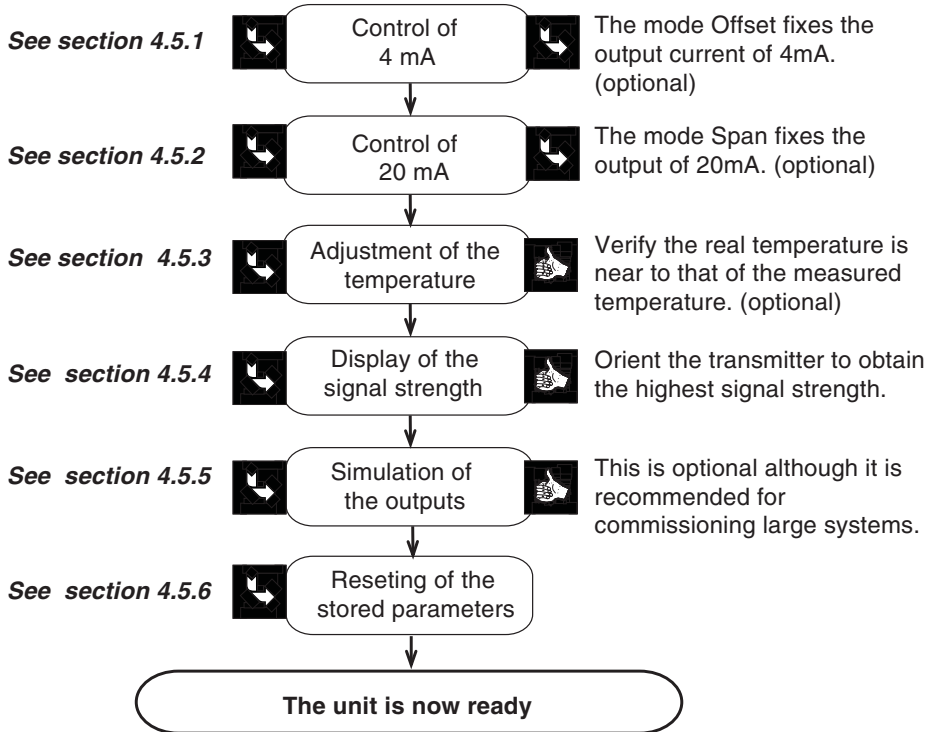 See section 4.5.1
Control of
4 mA
The mode Offset fixes the
output current of 4mA.
(optional)
See section 4.5.2
Control of
20 mA
The mode Span fixes the
output of 20mA. (optional)
See section 4.5.3
Adjustment of the
temperature
Verify the real temperature is
near to that of the measured
temperature. (optional)
See section 4.5.4
Display of the
signal strength
Orient the transmitter to obtain
the highest signal strength.
See section 4.5.5
Simulation of
the outputs
This is optional although it is
recommended for
commissioning large systems.
See section 4.5.6
Reseting of the
stored parameters
The unit is now ready